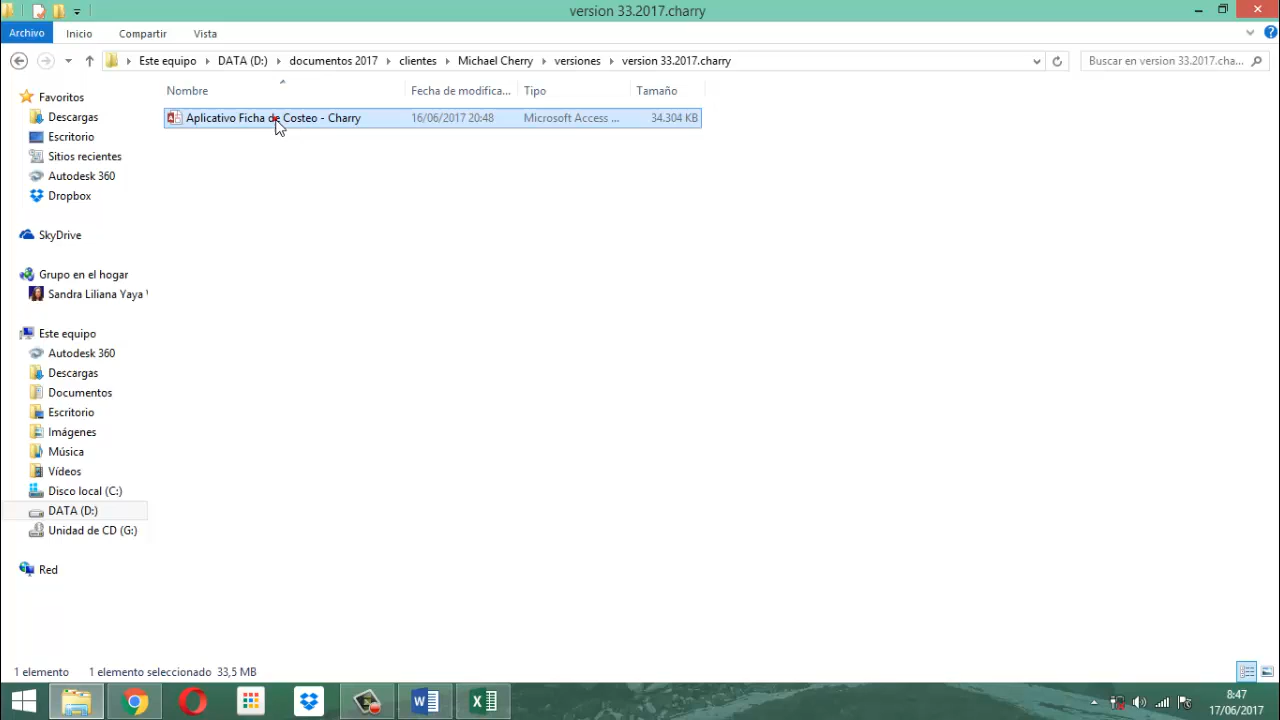 version 33.2017.charry
Archivo Inicio Compartir Vista
Este equipo DATA (D:) documentos 2017 clientes Michael Cherry versiones version 33.2017.charry Buscar en version 33.2017.cha...
Nombre Fecha de modifica... Tipo Tamaño
Aplicativo Ficha de Costeo - Charry 16/06/2017 20:48 Microsoft Access ... 34.304 KB
Favoritos
Descargas
Escritorio
Sitios recientes
Autodesk 360
Dropbox
SkyDrive
Grupo en el hogar
Sandra Liliana Yaya
Este equipo
Autodesk 360
Descargas
Documentos
Escritorio
Imágenes
Música
Vídeos
Disco local (C:)
DATA (D:)
Unidad de CD (G:)
Red
1 elemento 1 elemento seleccionado 33,5 MB
8:47
17/06/2017